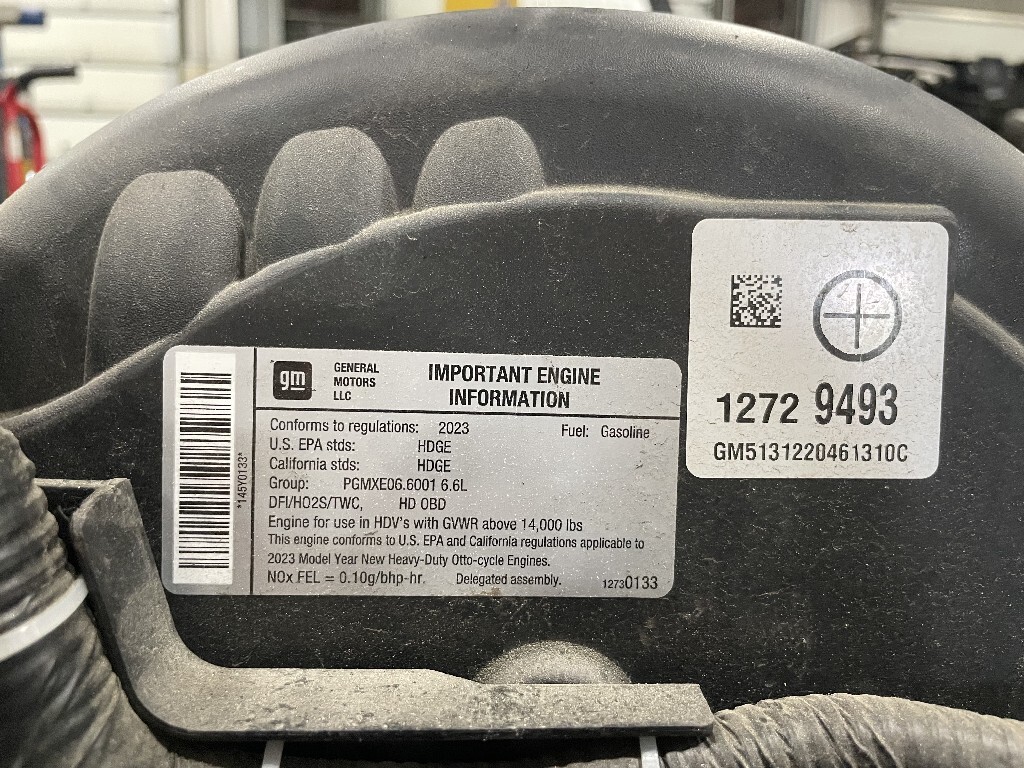 gm
GENERAL
MOTORS
LLC
IMPORTANT ENGINE
INFORMATION
Conforms to regulations: 2023 Fuel: Gasoline
U.S. EPA stds: HDGE
California stds: HDGE
Group: PGMXE06.6001 6.6L
DFI/HO2S/TWC, HD OBD
Engine for use in HDV's with GVWR above 14,000 lbs
This engine conforms to U.S. EPA and California regulations applicable to
2023 Model Year New Heavy-Duty Otto-cycle Engines.
NOx FEL = 0.10g/bhp-hr. Delegated assembly. 12730133
*145Y0133*
1272 9493
GM5131220461310C